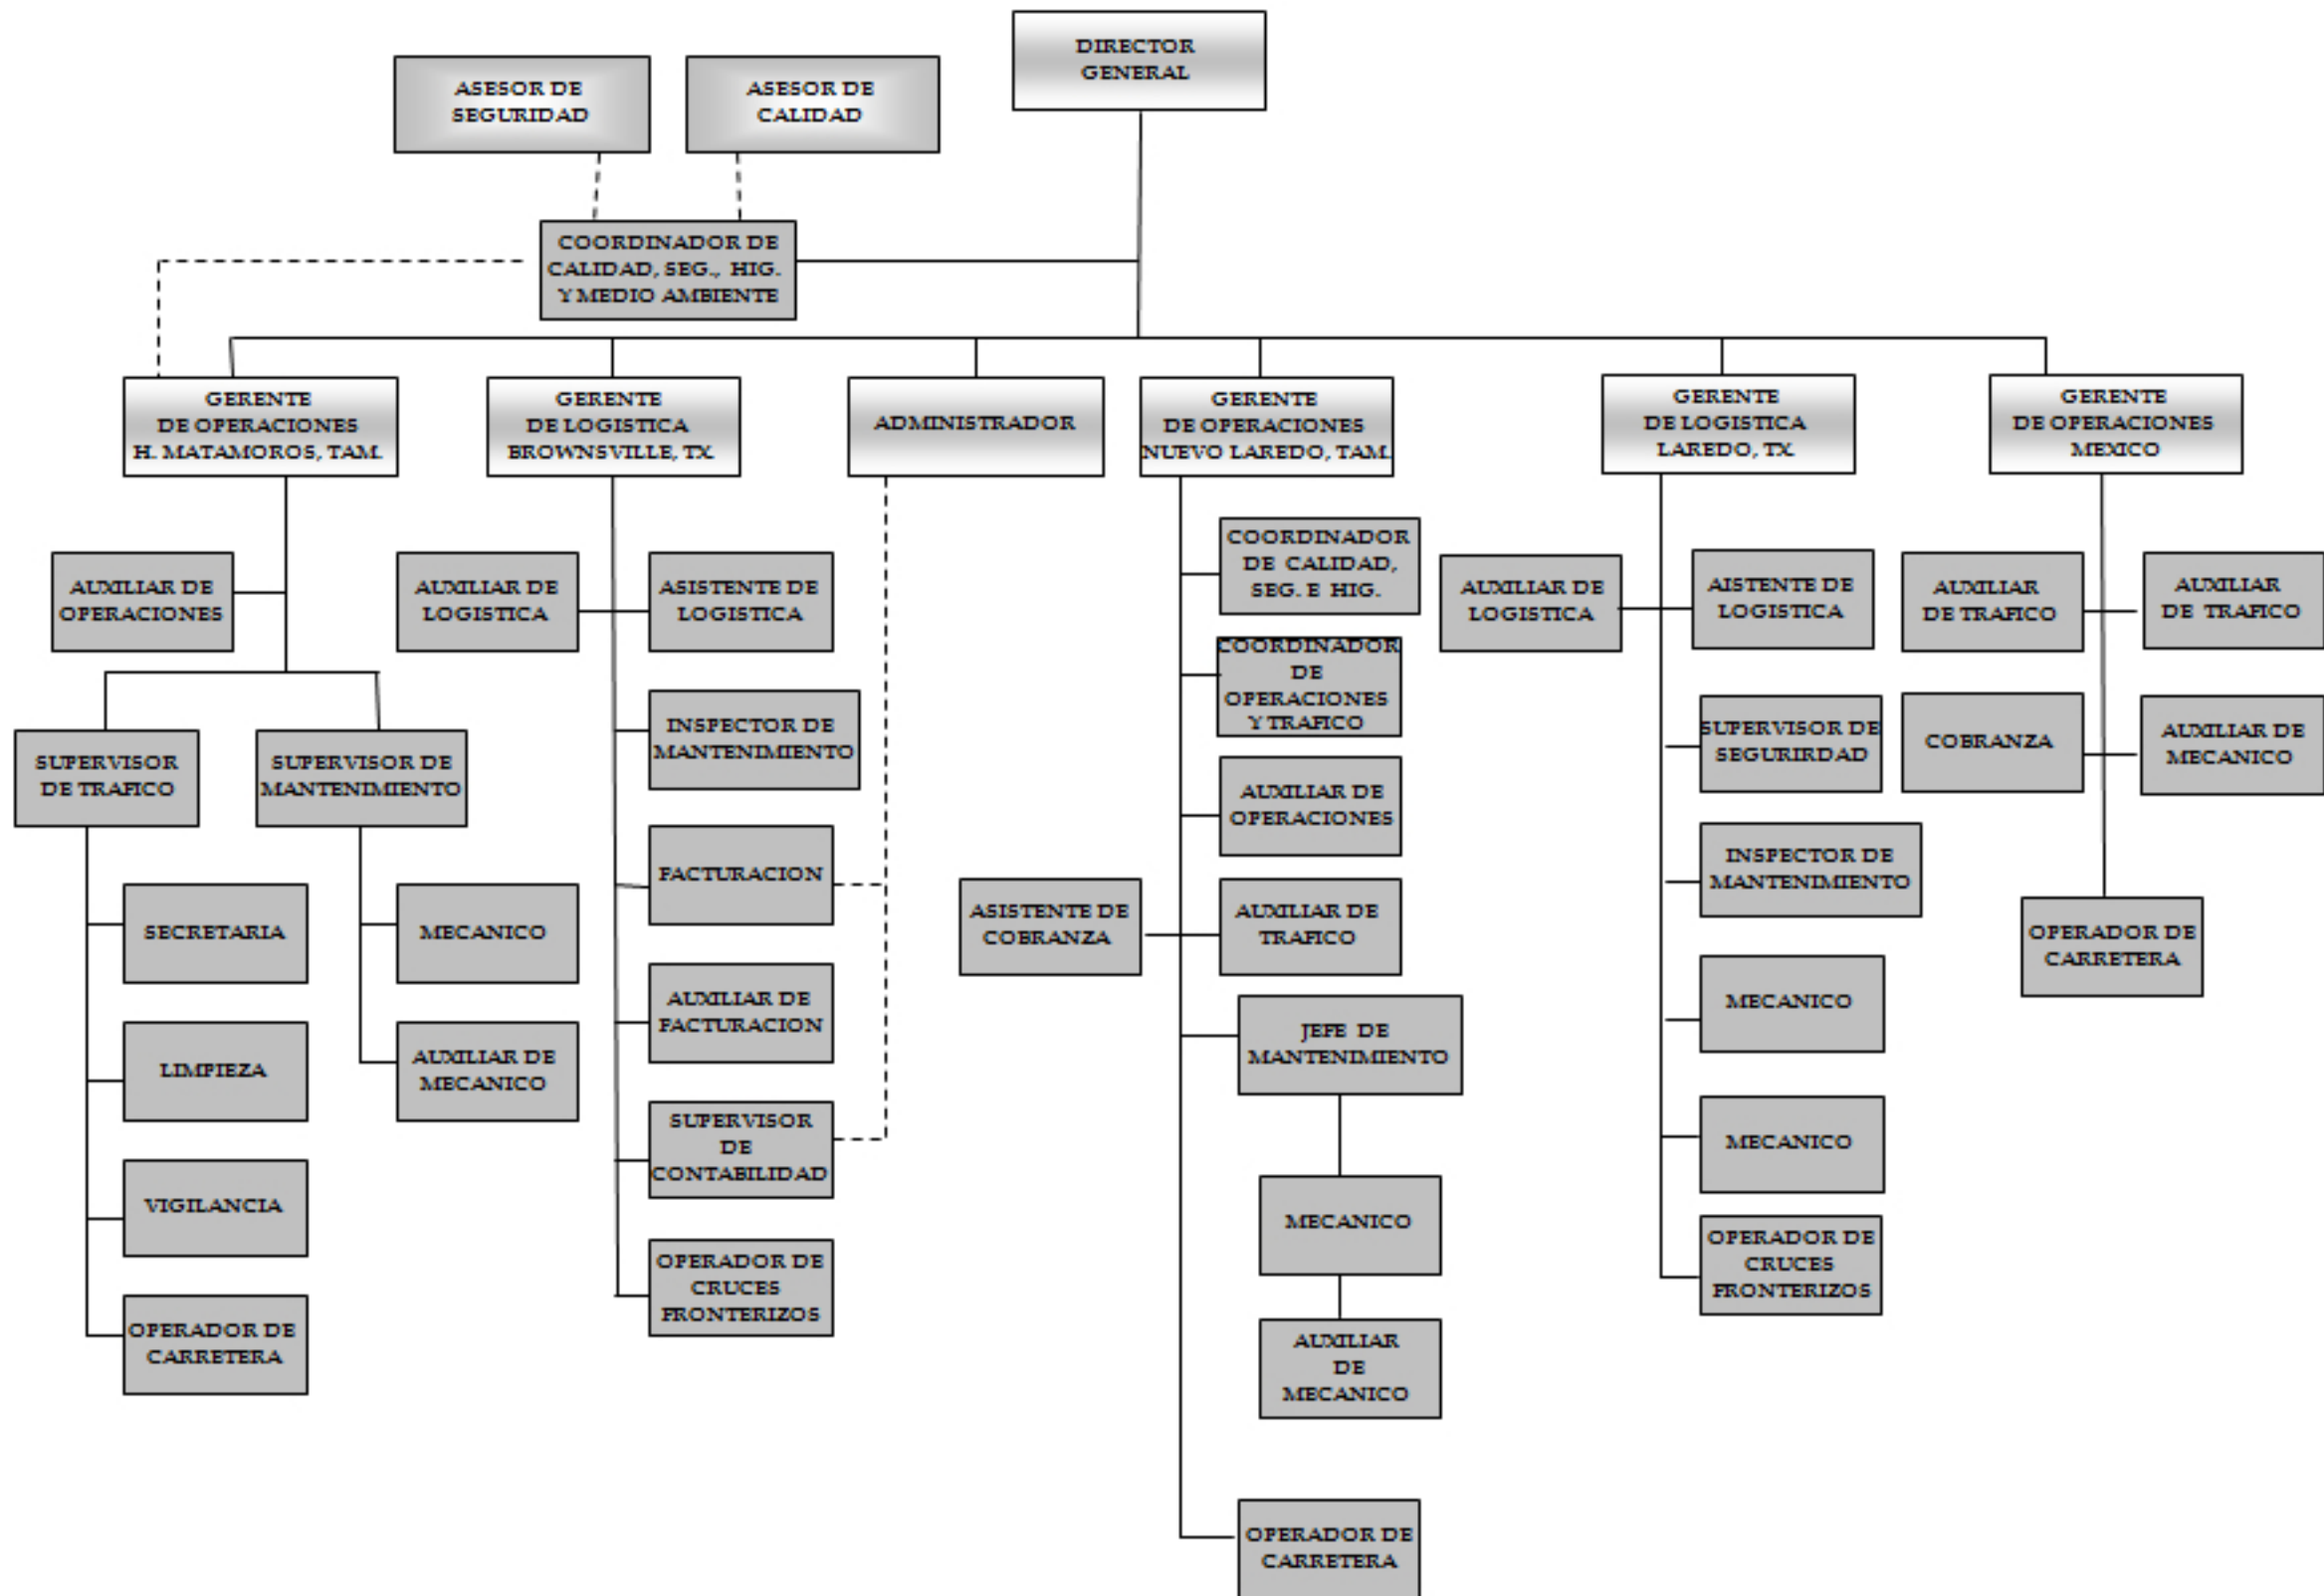 DIRECTOR
GENERAL
ASESOR DE
SEGURIDAD
ASESOR DE
CALIDAD
COORDINADOR DE
CALIDAD, SEG., HIG.
Y MEDIO AMBIENTE
GERENTE
DE OPERACIONES
H. MATAMOROS, TAM.
GERENTE
DE LOGISTICA
BROWNSVILLE, TX.
ADMINISTRADOR
GERENTE
DE OPERACIONES
NUEVO LAREDO, TAM.
GERENTE
DE LOGISTICA
LAREDO, TX.
GERENTE
DE OPERACIONES
MEXICO
AUXILIAR DE
OPERACIONES
SUPERVISOR
DE TRAFICO
SUPERVISOR DE
MANTENIMIENTO
SECRETARIA
LIMPIEZA
VIGILANCIA
OPERADOR DE
CARRETERA
MECANICO
AUXILIAR DE
MECANICO
AUXILIAR DE
LOGISTICA
ASISTENTE DE
LOGISTICA
INSPECTOR DE
MANTENIMIENTO
FACTURACION
AUXILIAR DE
FACTURACION
SUPERVISOR
DE
CONTABILIDAD
OPERADOR DE
CRUCES
FRONTERIZOS
COORDINADOR
DE CALIDAD,
SEG. E HIG.
COORDINADOR
DE
OPERACIONES
Y TRAFICO
AUXILIAR DE
OPERACIONES
ASISTENTE DE
COBRANZA
AUXILIAR DE
TRAFICO
JEFE DE
MANTENIMIENTO
MECANICO
AUXILIAR
DE
MECANICO
OPERADOR DE
CARRETERA
AUXILIAR DE
LOGISTICA
AISTENTE DE
LOGISTICA
SUPERVISOR DE
SEGURIRDAD
INSPECTOR DE
MANTENIMIENTO
MECANICO
MECANICO
OPERADOR DE
CRUCES
FRONTERIZOS
AUXILIAR
DE TRAFICO
AUXILIAR
DE TRAFICO
COBRANZA
AUXILIAR DE
MECANICO
OPERADOR DE
CARRETERA